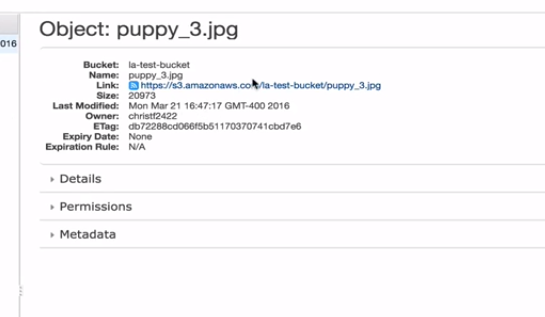 016
Object: puppy_3.jpg
Bucket: la-test-bucket
Name: puppy_3.jpg
Link: https://s3.amazonaws.com/la-test-bucket/puppy_3.jpg
Size: 20973
Last Modified: Mon Mar 21 16:47:17 GMT-400 2016
Owner: christf2422
ETag: db72288cd066f5b51170370741cbd7e6
Expiry Date: None
Expiration Rule: N/A
Details
Permissions
Metadata